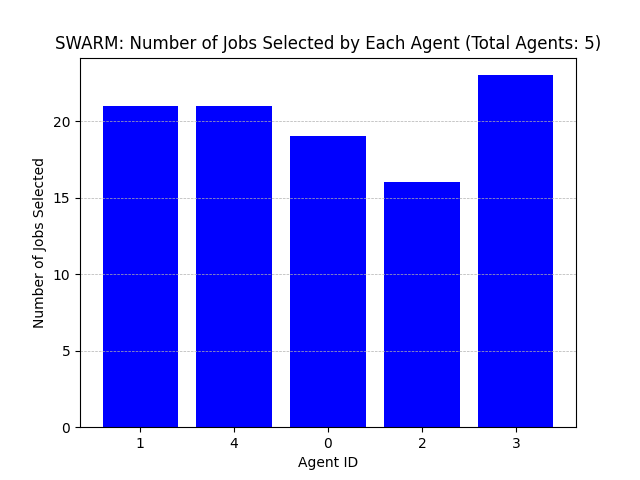 SWARM: Number of Jobs Selected by Each Agent (Total Agents: 5)
Number of Jobs Selected
20
15
10
5
0
1 4 0 2 3
Agent ID